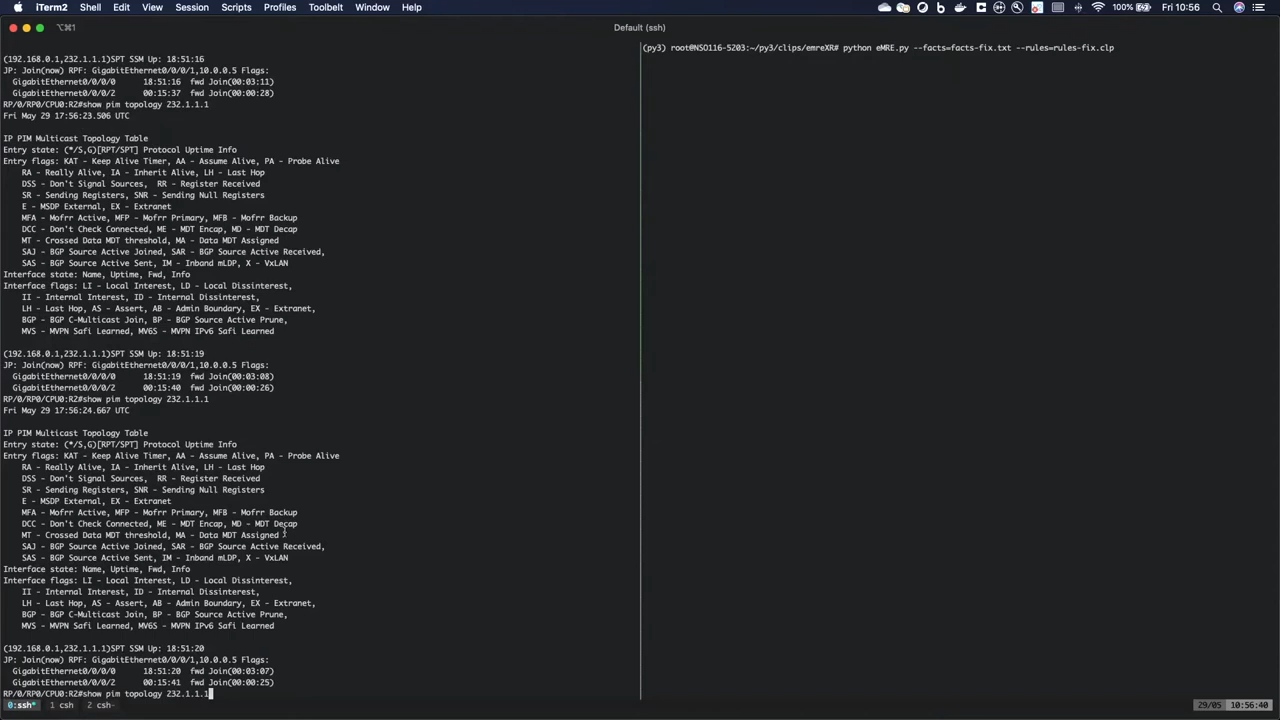 iTerm2 Shell Edit View Session Scripts Profiles Toolbelt Window Help 100% Fri 10:56
⌥⌘1 Default (ssh)
(192.168.0.1,232.1.1.1)SPT SSM Up: 18:51:16
JP: Join(now) RPF: GigabitEthernet0/0/0/1,10.0.0.5 Flags:
GigabitEthernet0/0/0/0 18:51:16 fwd Join(00:03:11)
GigabitEthernet0/0/0/2 00:15:37 fwd Join(00:00:28)
RP/0/RP0/CPU0:R2#show pim topology 232.1.1.1
Fri May 29 17:56:23.506 UTC
IP PIM Multicast Topology Table
Entry state: (*/S,G)[RPT/SPT] Protocol Uptime Info
Entry flags: KAT - Keep Alive Timer, AA - Assume Alive, PA - Probe Alive
RA - Really Alive, IA - Inherit Alive, LH - Last Hop
DSS - Don't Signal Sources, RR - Register Received
SR - Sending Registers, SNR - Sending Null Registers
E - MSDP External, EX - Extranet
MFA - Mofrr Active, MFP - Mofrr Primary, MFB - Mofrr Backup
DCC - Don't Check Connected, ME - MDT Encap, MD - MDT Decap
MT - Crossed Data MDT threshold, MA - Data MDT Assigned
SAJ - BGP Source Active Joined, SAR - BGP Source Active Received,
SAS - BGP Source Active Sent, IM - Inband mLDP, X - VxLAN
Interface state: Name, Uptime, Fwd, Info
Interface flags: LI - Local Interest, LD - Local Dissinterest,
II - Internal Interest, ID - Internal Dissinterest,
LH - Last Hop, AS - Assert, AB - Admin Boundary, EX - Extranet,
BGP - BGP C-Multicast Join, BP - BGP Source Active Prune,
MVS - MVPN Safi Learned, MV6S - MVPN IPv6 Safi Learned
(192.168.0.1,232.1.1.1)SPT SSM Up: 18:51:19
JP: Join(now) RPF: GigabitEthernet0/0/0/1,10.0.0.5 Flags:
GigabitEthernet0/0/0/0 18:51:19 fwd Join(00:03:08)
GigabitEthernet0/0/0/2 00:15:40 fwd Join(00:00:26)
RP/0/RP0/CPU0:R2#show pim topology 232.1.1.1
Fri May 29 17:56:24.667 UTC
IP PIM Multicast Topology Table
Entry state: (*/S,G)[RPT/SPT] Protocol Uptime Info
Entry flags: KAT - Keep Alive Timer, AA - Assume Alive, PA - Probe Alive
RA - Really Alive, IA - Inherit Alive, LH - Last Hop
DSS - Don't Signal Sources, RR - Register Received
SR - Sending Registers, SNR - Sending Null Registers
E - MSDP External, EX - Extranet
MFA - Mofrr Active, MFP - Mofrr Primary, MFB - Mofrr Backup
DCC - Don't Check Connected, ME - MDT Encap, MD - MDT Decap
MT - Crossed Data MDT threshold, MA - Data MDT Assigned
SAJ - BGP Source Active Joined, SAR - BGP Source Active Received,
SAS - BGP Source Active Sent, IM - Inband mLDP, X - VxLAN
Interface state: Name, Uptime, Fwd, Info
Interface flags: LI - Local Interest, LD - Local Dissinterest,
II - Internal Interest, ID - Internal Dissinterest,
LH - Last Hop, AS - Assert, AB - Admin Boundary, EX - Extranet,
BGP - BGP C-Multicast Join, BP - BGP Source Active Prune,
MVS - MVPN Safi Learned, MV6S - MVPN IPv6 Safi Learned
(192.168.0.1,232.1.1.1)SPT SSM Up: 18:51:20
JP: Join(now) RPF: GigabitEthernet0/0/0/1,10.0.0.5 Flags:
GigabitEthernet0/0/0/0 18:51:20 fwd Join(00:03:07)
GigabitEthernet0/0/0/2 00:15:41 fwd Join(00:00:25)
RP/0/RP0/CPU0:R2#show pim topology 232.1.1.1
(py3) root@NSO116-5203:~/py3/clips/emreXR# python eMRE.py --facts=facts-fix.txt --rules=rules-fix.clp
0:ssh* 1 csh 2 csh- 29/05 10:56:40